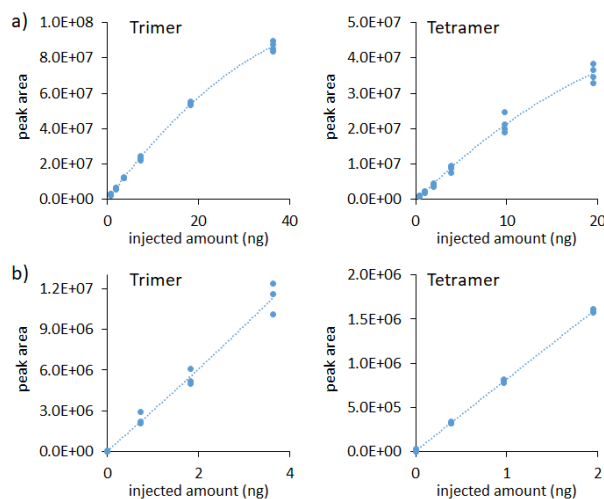 a)
Trimer
peak area
1.0E+08
8.0E+07
6.0E+07
4.0E+07
2.0E+07
0.0E+00
0
20
40
injected amount (ng)
Tetramer
peak area
5.0E+07
4.0E+07
3.0E+07
2.0E+07
1.0E+07
0.0E+00
0
10
20
injected amount (ng)
b)
Trimer
peak area
1.2E+07
9.0E+06
6.0E+06
3.0E+06
0.0E+00
0
2
4
injected amount (ng)
Tetramer
peak area
2.0E+06
1.5E+06
1.0E+06
5.0E+05
0.0E+00
0
1
2
injected amount (ng)